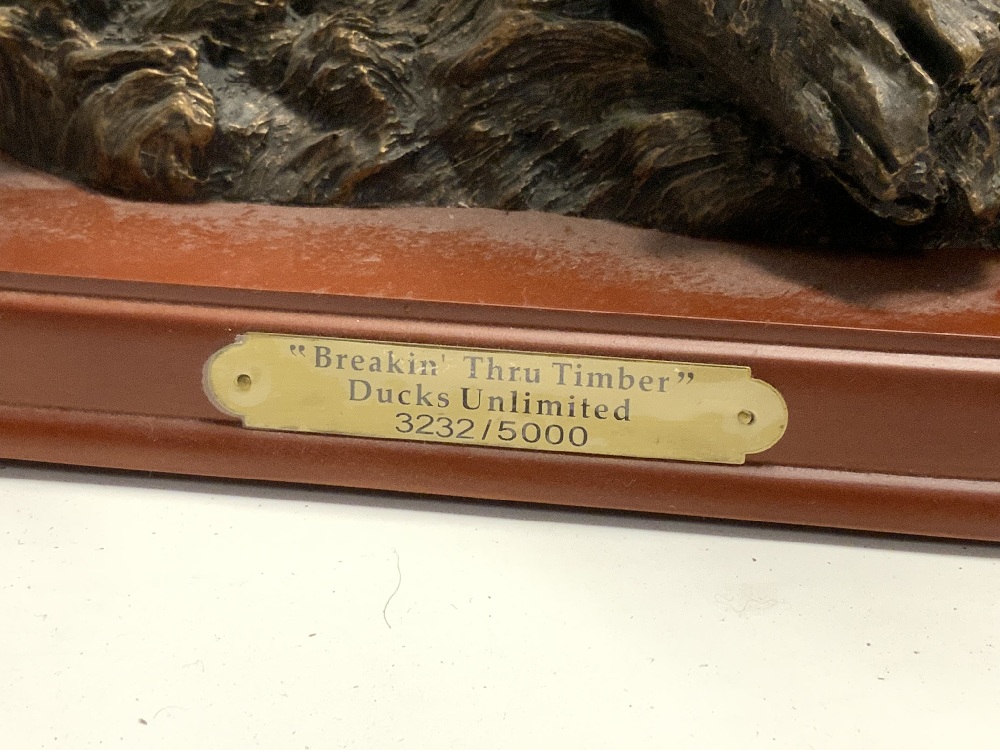 "Breakin' Thru Timber"
Ducks Unlimited
3232/5000